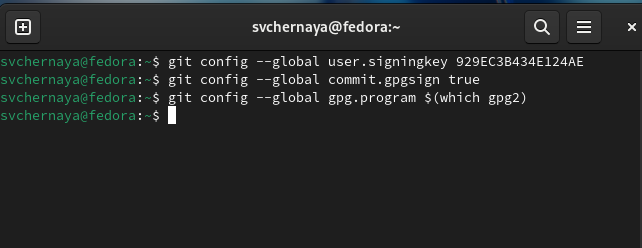 svchernaya@fedora:~
svchernaya@fedora:~$ git config --global user.signingkey 929EC3B434E124AE
svchernaya@fedora:~$ git config --global commit.gpgsign true
svchernaya@fedora:~$ git config --global gpg.program $(which gpg2)
svchernaya@fedora:~$